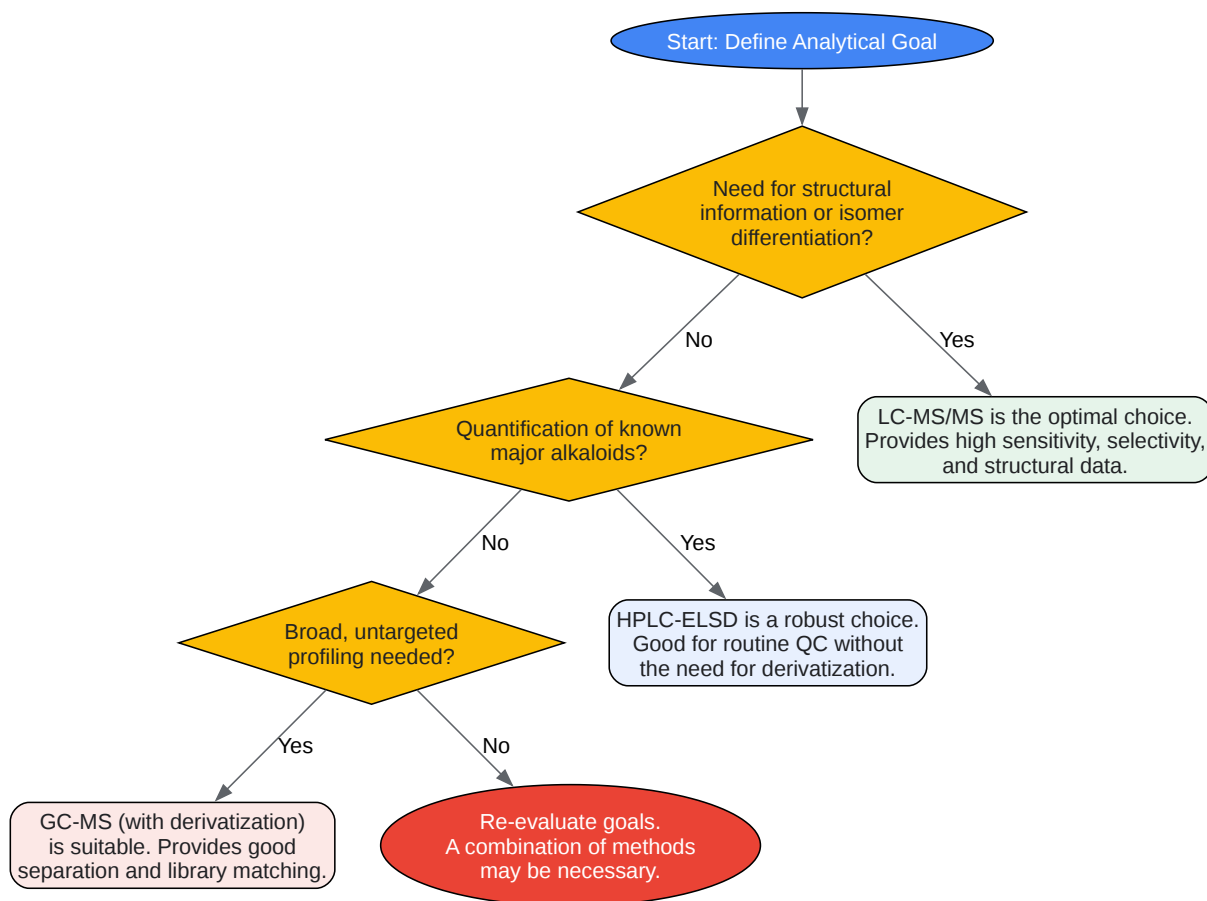 Start: Define Analytical Goal
Need for structural
information or isomer
differentiation?
No
Yes
Quantification of known
major alkaloids?
LC-MS/MS is the optimal choice.
Provides high sensitivity, selectivity,
and structural data.
No
Yes
Broad, untargeted
profiling needed?
HPLC-ELSD is a robust choice.
Good for routine QC without
the need for derivatization.
Yes
No
GC-MS (with derivatization)
is suitable. Provides good
separation and library matching.
Re-evaluate goals.
A combination of methods
may be necessary.